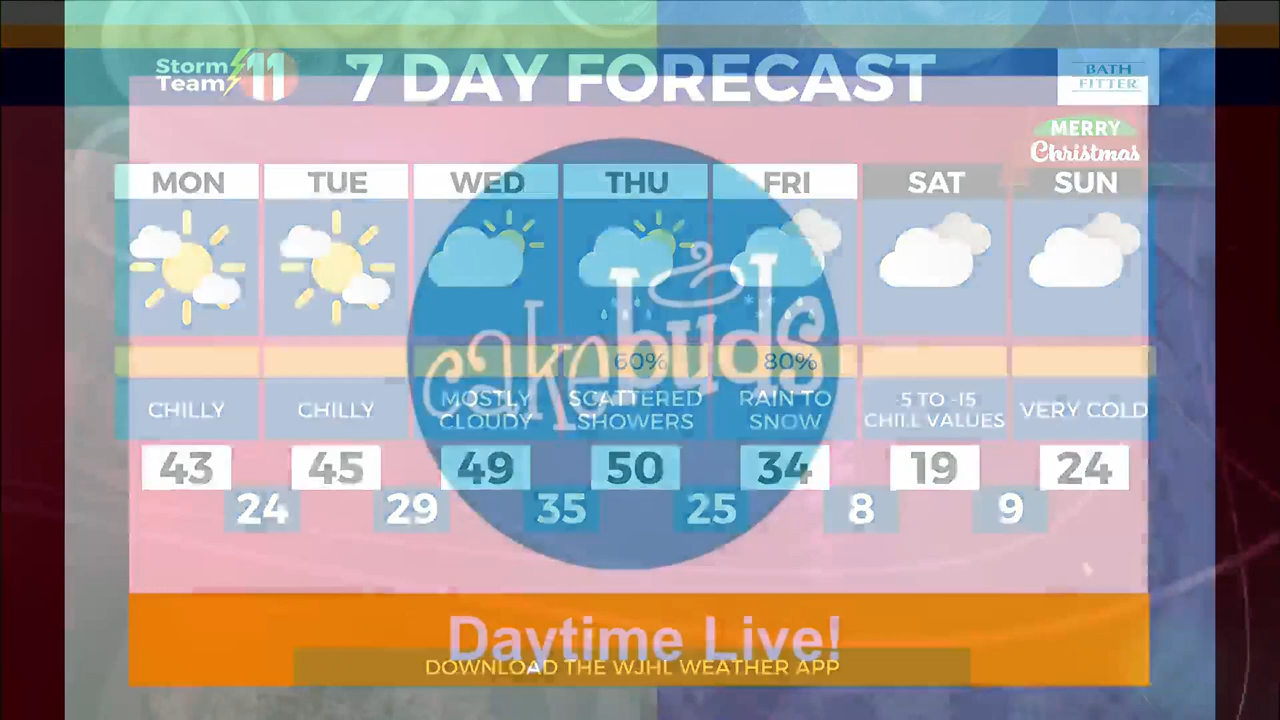 Storm
Team 11
7 DAY FORECAST
BATH
FITTER
MERRY
Christmas
MON TUE WED THU FRI SAT SUN
cakebuds
60% 80%
CHILLY CHILLY MOSTLY CLOUDY SCATTERED SHOWERS RAIN TO SNOW -5 TO -15 CHILL VALUES VERY COLD
43 45 49 50 34 19 24
24 29 35 25 8 9
Daytime Live!
DOWNLOAD THE WJHL WEATHER APP